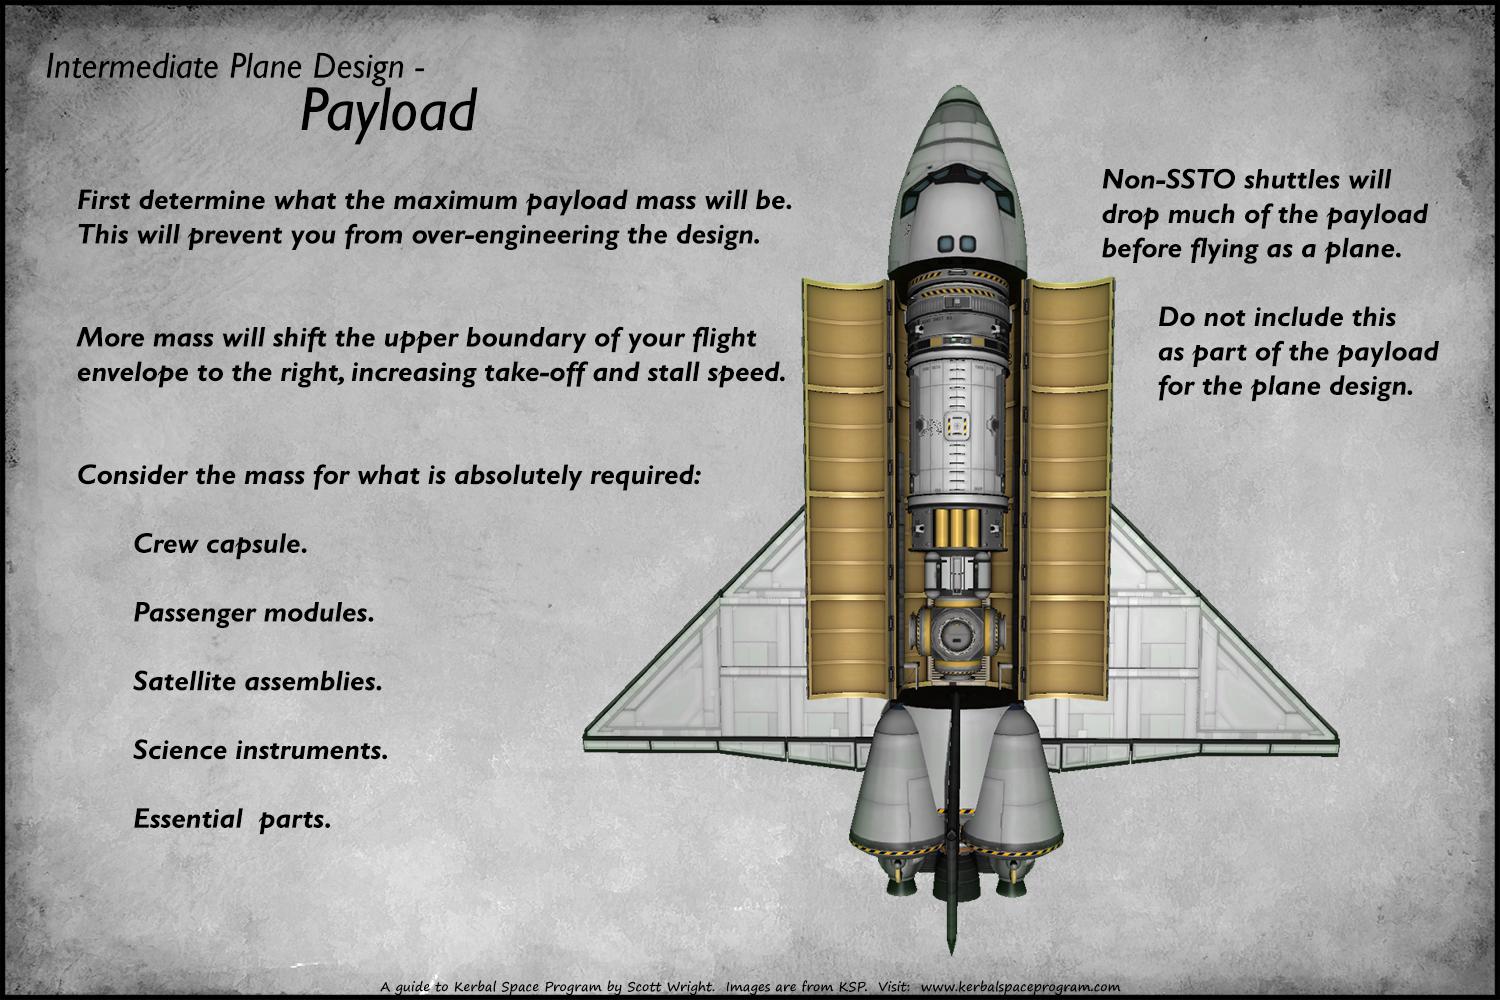 Intermediate Plane Design -
Payload
First determine what the maximum payload mass will be.
This will prevent you from over-engineering the design.
More mass will shift the upper boundary of your flight
envelope to the right, increasing take-off and stall speed.
Consider the mass for what is absolutely required:
Crew capsule.
Passenger modules.
Satellite assemblies.
Science instruments.
Essential  parts.
Non-SSTO shuttles will
drop much of the payload
before flying as a plane.
Do not include this
as part of the payload
for the plane design.
A guide to Kerbal Space Program by Scott Wright.  Images are from KSP.  Visit:  www.kerbalspaceprogram.com